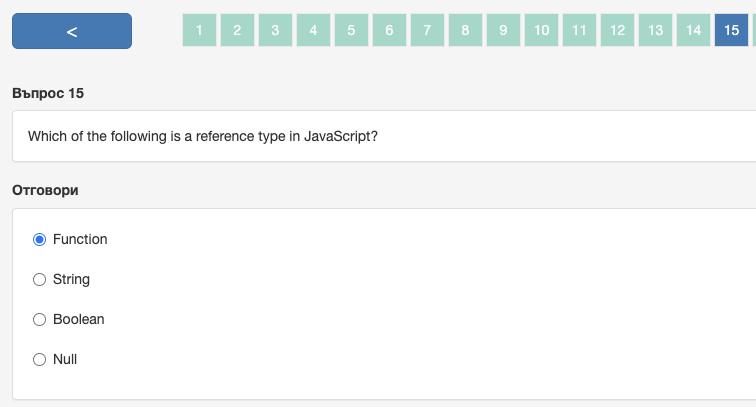 < 1 2 3 4 5 6 7 8 9 10 11 12 13 14 15
Въпрос 15
Which of the following is a reference type in JavaScript?
Отговори
Function
String
Boolean
Null